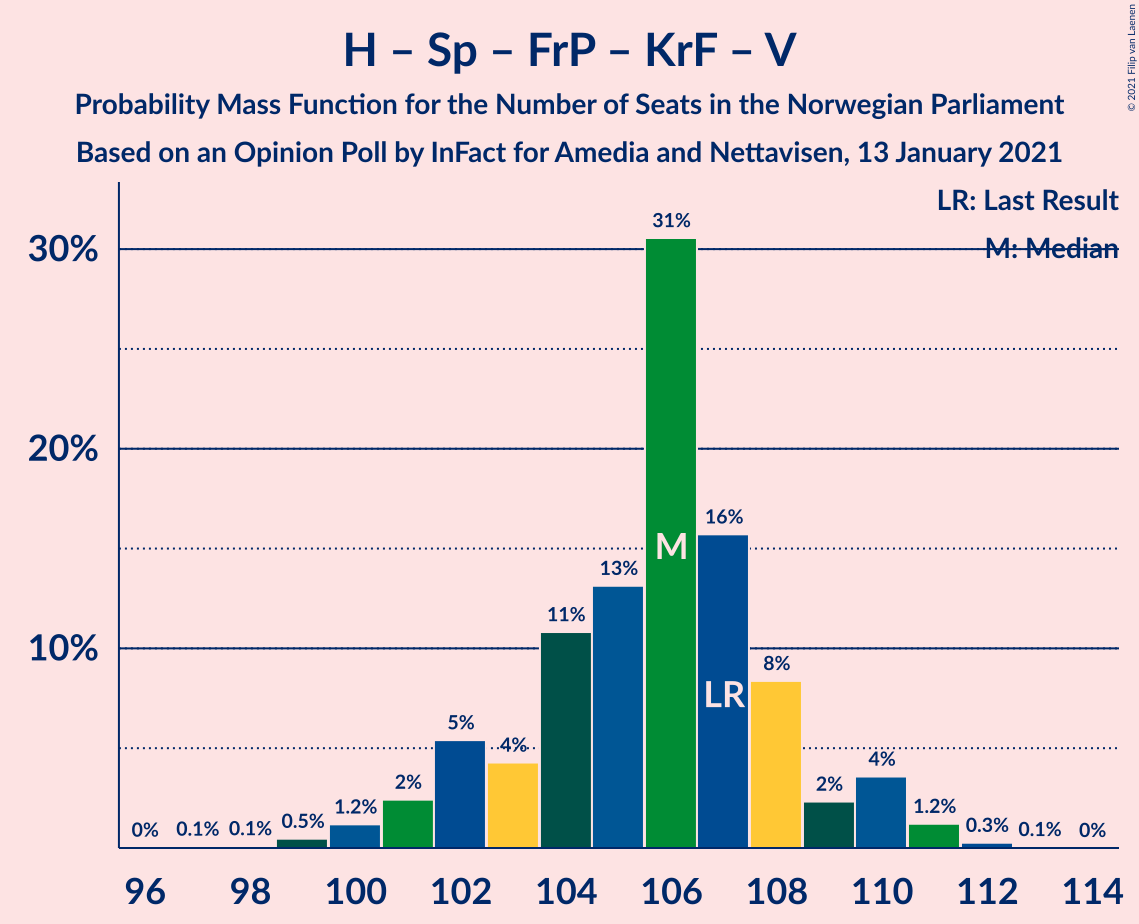 H – Sp – FrP – KrF – V
Probability Mass Function for the Number of Seats in the Norwegian Parliament
Based on an Opinion Poll by InFact for Amedia and Nettavisen, 13 January 2021
© 2021 Filip van Laenen
LR: Last Result
M: Median
30%
20%
10%
0%
0.1%
0.1%
0.5%
1.2%
2%
5%
4%
11%
13%
31%
16%
8%
2%
4%
1.2%
0.3%
0.1%
0%
M
LR
96 98 100 102 104 106 108 110 112 114